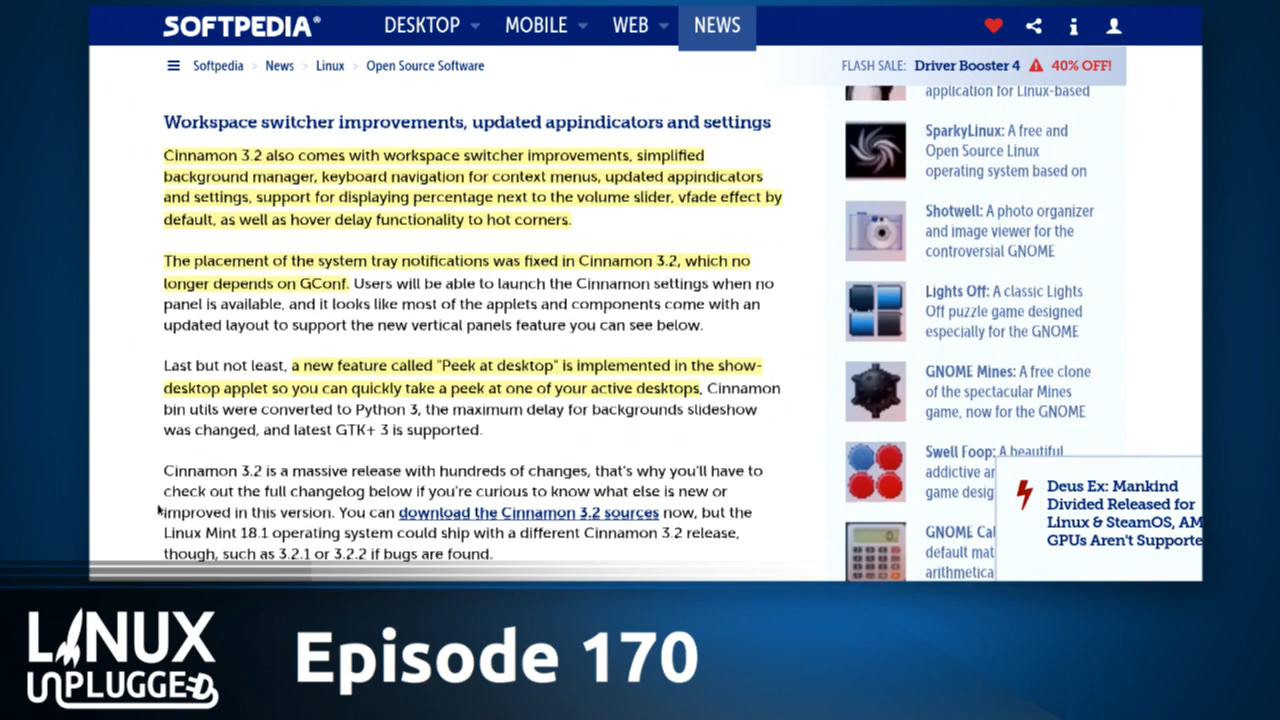 SOFTPEDIA®
DESKTOP MOBILE WEB NEWS
Softpedia > News > Linux > Open Source Software
FLASH SALE: Driver Booster 4 40% OFF!
Workspace switcher improvements, updated appindicators and settings
Cinnamon 3.2 also comes with workspace switcher improvements, simplified
background manager, keyboard navigation for context menus, updated appindicators
and settings, support for displaying percentage next to the volume slider, vfade effect by
default, as well as hover delay functionality to hot corners.
The placement of the system tray notifications was fixed in Cinnamon 3.2, which no
longer depends on GConf. Users will be able to launch the Cinnamon settings when no
panel is available, and it looks like most of the applets and components come with an
updated layout to support the new vertical panels feature you can see below.
Last but not least, a new feature called "Peek at desktop" is implemented in the show-
desktop applet so you can quickly take a peek at one of your active desktops, Cinnamon
bin utils were converted to Python 3, the maximum delay for backgrounds slideshow
was changed, and latest GTK+ 3 is supported.
Cinnamon 3.2 is a massive release with hundreds of changes, that's why you'll have to
check out the full changelog below if you're curious to know what else is new or
improved in this version. You can download the Cinnamon 3.2 sources now, but the
Linux Mint 18.1 operating system could ship with a different Cinnamon 3.2 release,
though, such as 3.2.1 or 3.2.2 if bugs are found.
application for Linux-based
SparkyLinux: A free and
Open Source Linux
operating system based on
Shotwell: A photo organizer
and image viewer for the
controversial GNOME
Lights Off: A classic Lights
Off puzzle game designed
especially for the GNOME
GNOME Mines: A free clone
of the spectacular Mines
game, now for the GNOME
Swell Foop: A beautiful
addictive ar
game desig
GNOME Cal
default mat
arithmetica
Deus Ex: Mankind
Divided Released for
Linux & SteamOS, AM
GPUs Aren't Supporte
LINUX
UNPLUGGED
Episode 170